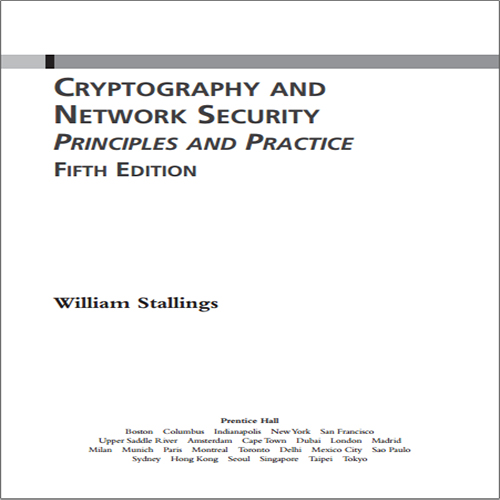 CRYPTOGRAPHY AND
NETWORK SECURITY
PRINCIPLES AND PRACTICE
FIFTH EDITION
William Stallings
Prentice Hall
Boston Columbus Indianapolis New York San Francisco
Upper Saddle River Amsterdam Cape Town Dubai London Madrid
Milan Munich Paris Montreal Toronto Delhi Mexico City Sao Paulo
Sydney Hong Kong Seoul Singapore Taipei Tokyo